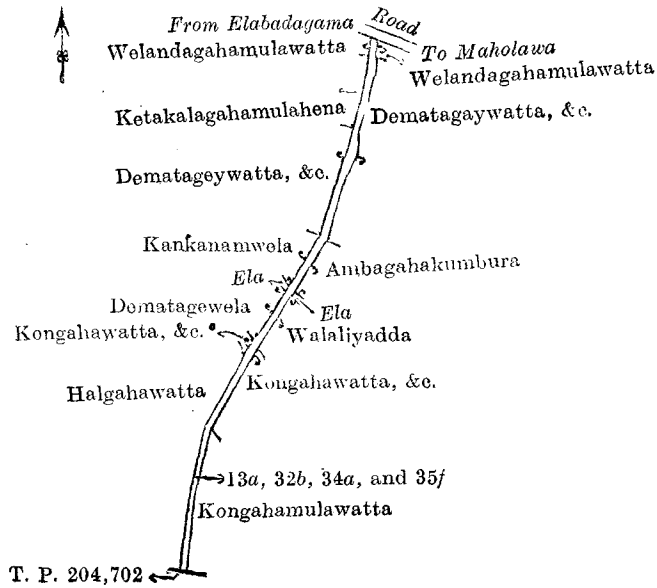 From Elabadagama
Road
Welandagahamulawatta
To Maholawa
Welandagahamulawatta
Ketakalagahamulahena
Dematagaywatta, &c.
Dematageywatta, &c.
Kankanamwela
Ambagahakumbura
Ela
Dematagewela
Ela
Kongahawatta, &c.
Walaliyadda
Kongahawatta, &c.
Halgahawatta
13a, 32b, 34a, and 35f
Kongahamulawatta
T. P. 204,702